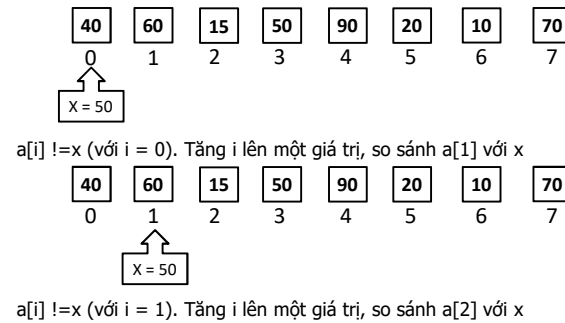 40 60 15 50 90 20 10 70
0 1 2 3 4 5 6 7
X = 50
a[i] !=x (với i = 0). Tăng i lên một giá trị, so sánh a[1] với x
40 60 15 50 90 20 10 70
0 1 2 3 4 5 6 7
X = 50
a[i] !=x (với i = 1). Tăng i lên một giá trị, so sánh a[2] với x